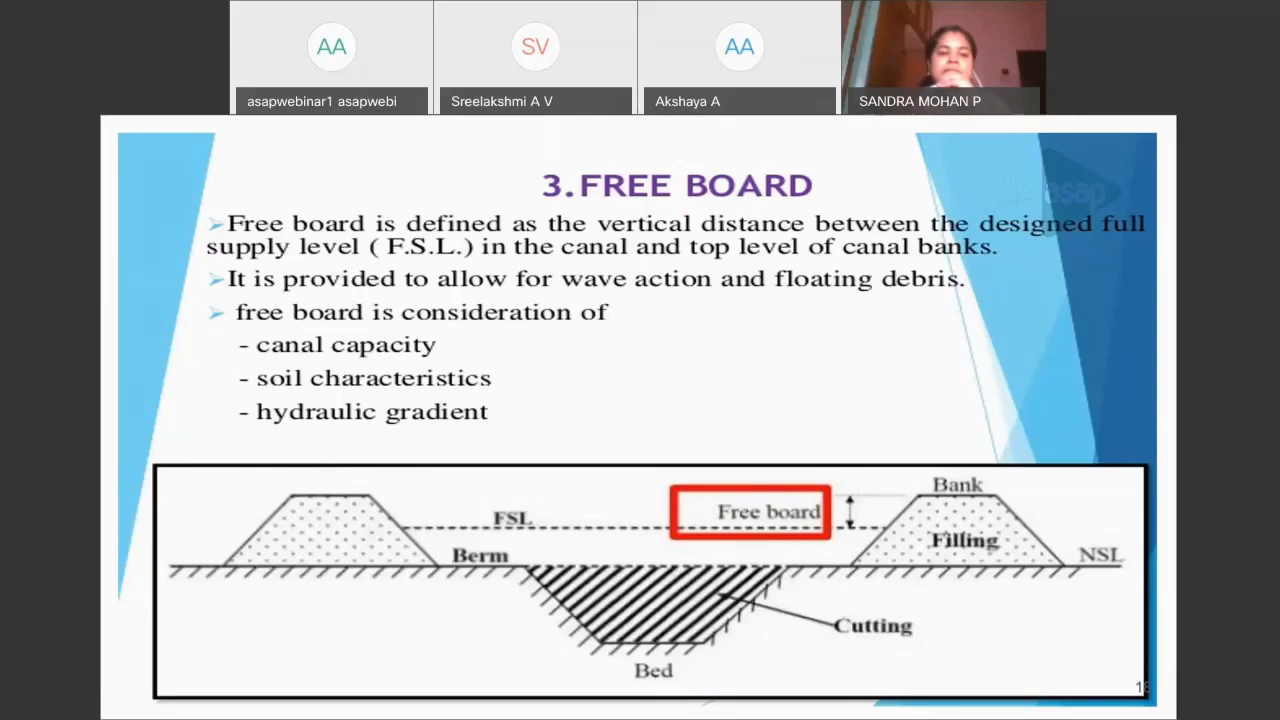 AA
SV
AA
asapwebinar1 asapwebi
Sreelakshmi A V
Akshaya A
SANDRA MOHAN P
asap
3.FREE BOARD
➢Free board is defined as the vertical distance between the designed full
supply level ( F.S.L.) in the canal and top level of canal banks.
➢It is provided to allow for wave action and floating debris.
➢ free board is consideration of
- canal capacity
- soil characteristics
- hydraulic gradient
Bank
Free board
FSL
Filling
Berm
NSL
Cutting
Bed